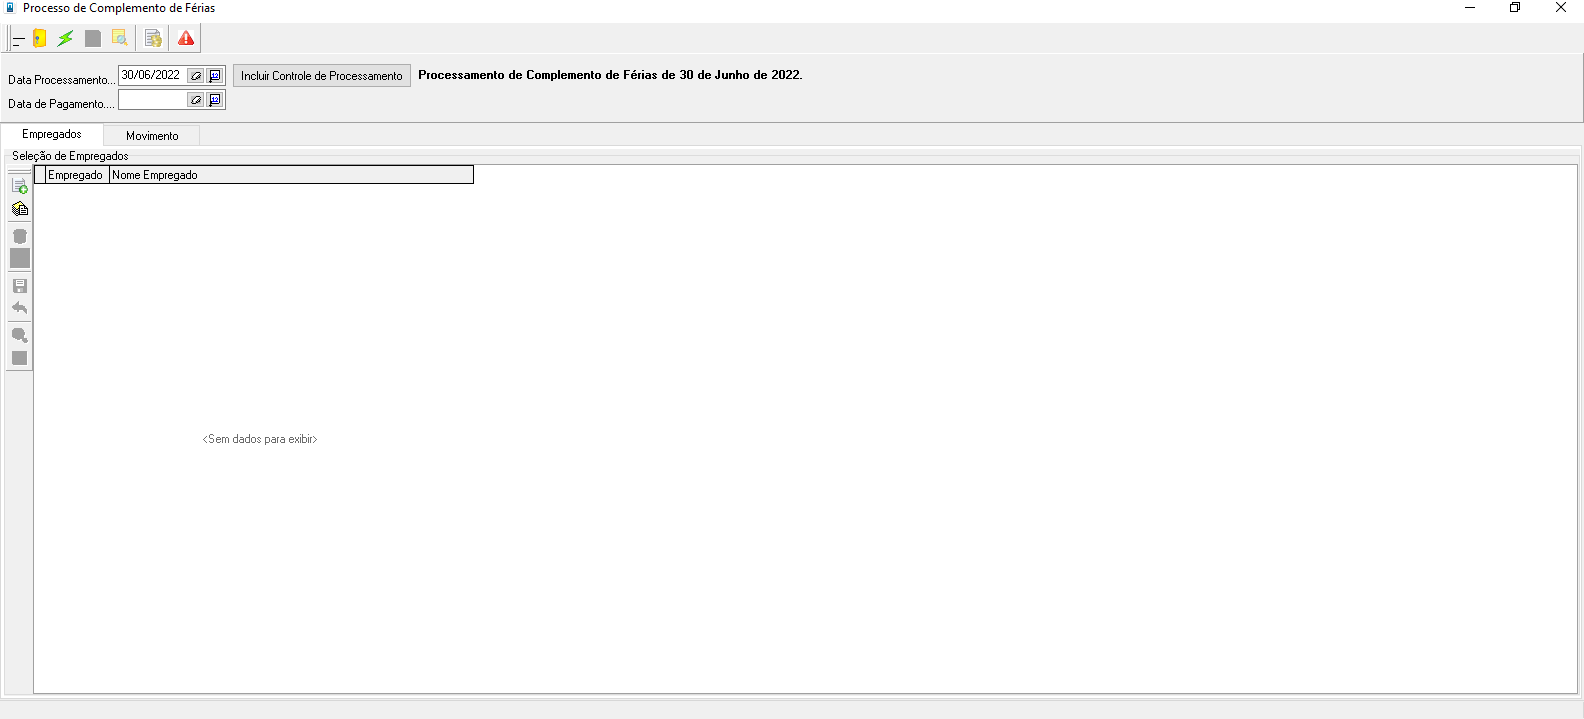 Processo de Complemento de Férias
Data Processamento... 30/06/2022 Incluir Controle de Processamento Processamento de Complemento de Férias de 30 de Junho de 2022.
Data de Pagamento....
Empregados Movimento
Seleção de Empregados
Empregado Nome Empregado
<Sem dados para exibir>